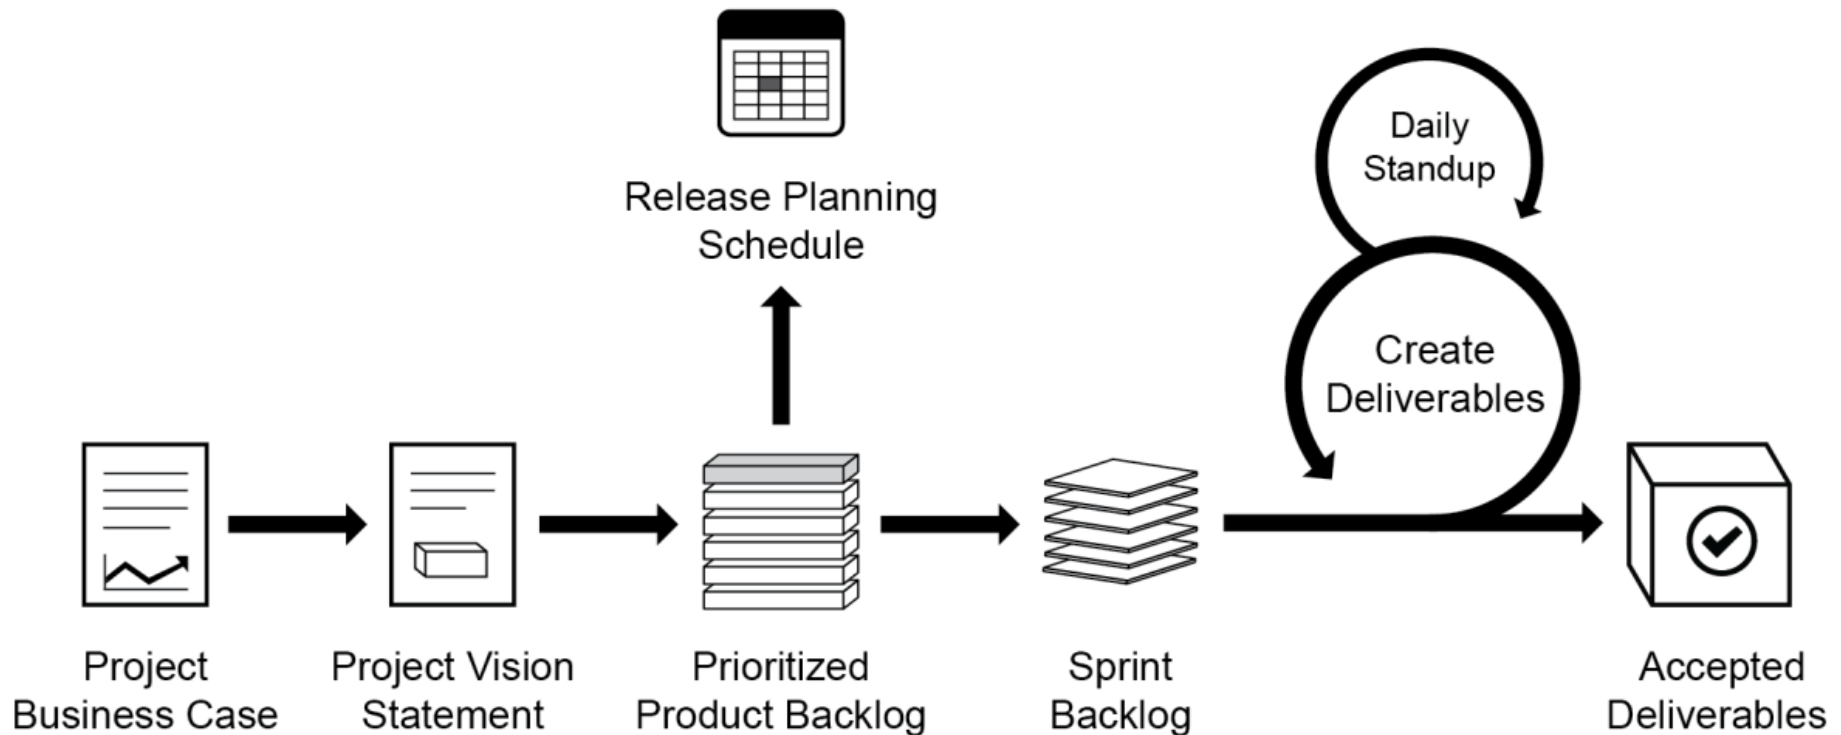 Release Planning
Schedule
Daily
Standup
Create
Deliverables
Project
Business Case
Project Vision
Statement
Prioritized
Product Backlog
Sprint
Backlog
Accepted
Deliverables